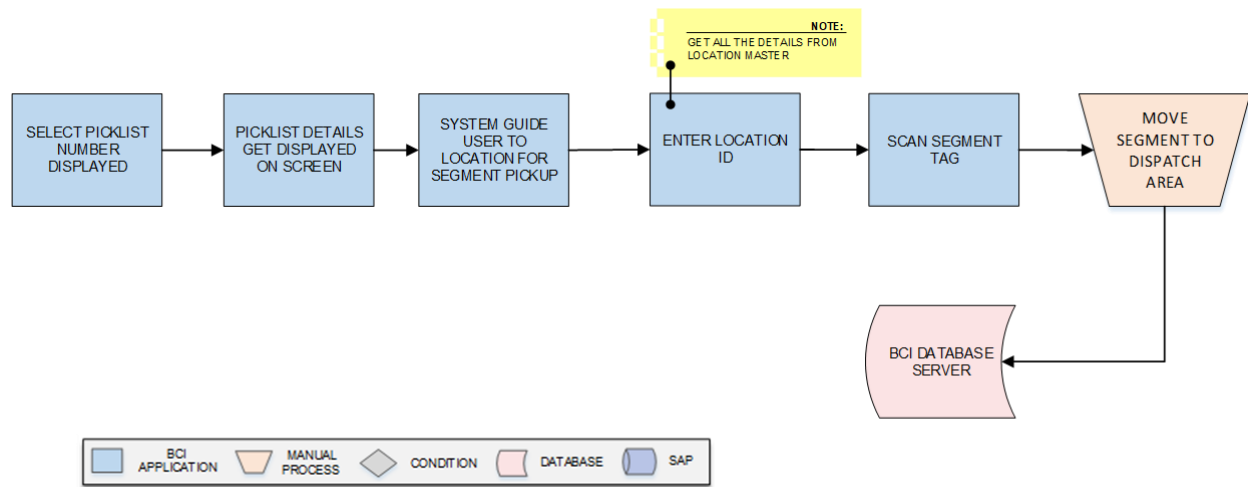 NOTE:
GET ALL THE DETAILS FROM
LOCATION MASTER
SELECT PICKLIST
NUMBER
DISPLAYED
PICKLIST DETAILS
GET DISPLAYED
ON SCREEN
SYSTEM GUIDE
USER TO
LOCATION FOR
SEGMENT PICKUP
ENTER LOCATION
ID
SCAN SEGMENT
TAG
MOVE
SEGMENT TO
DISPATCH
AREA
BCI DATABASE
SERVER
BCI
APPLICATION
MANUAL
PROCESS
CONDITION
DATABASE
SAP